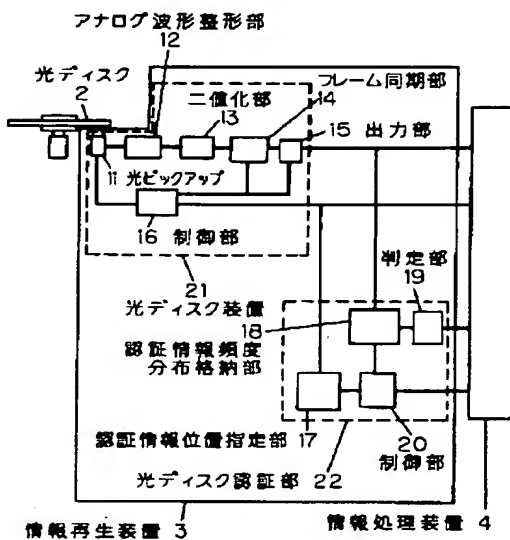 アナログ波形整形部
12
光ディスク
2
フレーム同期部
二値化部
14
13
15 出力部
11 光ピックアップ
16 制御部
21
判定部
19
光ディスク装置
18
認証情報頻度
分布格納部
認証情報位置指定部 17
20
制御部
光ディスク認証部 22
情報再生装置 3
情報処理装置 4